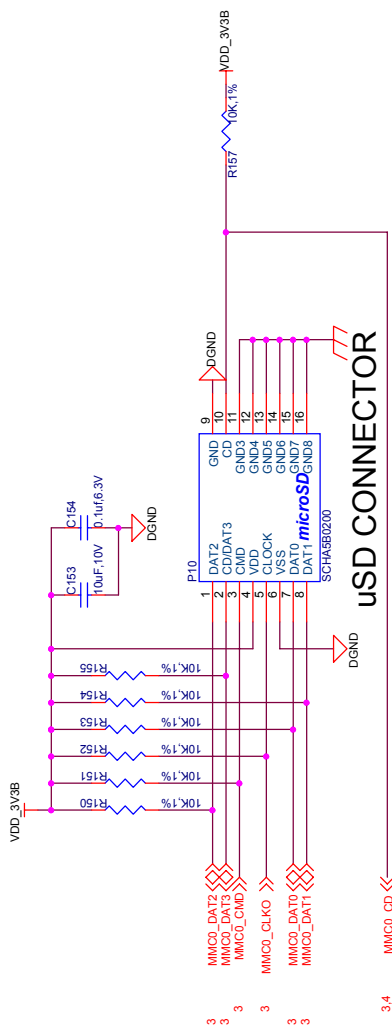 VDD_3V3B
R150
10K,1%
R151
10K,1%
R152
10K,1%
R153
10K,1%
R154
10K,1%
R155
10K,1%
C153
10uF,10V
C154
0.1uf,6.3V
DGND
3
MMC0_DAT2
3
MMC0_DAT3
3
MMC0_CMD
3
MMC0_CLKO
3
MMC0_DAT0
3
MMC0_DAT1
3,4
MMC0_CD
P10
1 DAT2
2 CD/DAT3
3 CMD
4 VDD
5 CLOCK
6 VSS
7 DAT0
8 DAT1
GND 9
CD 10
GND3 11
GND4 12
GND5 13
GND6 14
GND7 15
GND8 16
microSD
SCHA5B0200
DGND
DGND
R157
10K,1%
VDD_3V3B
uSD CONNECTOR